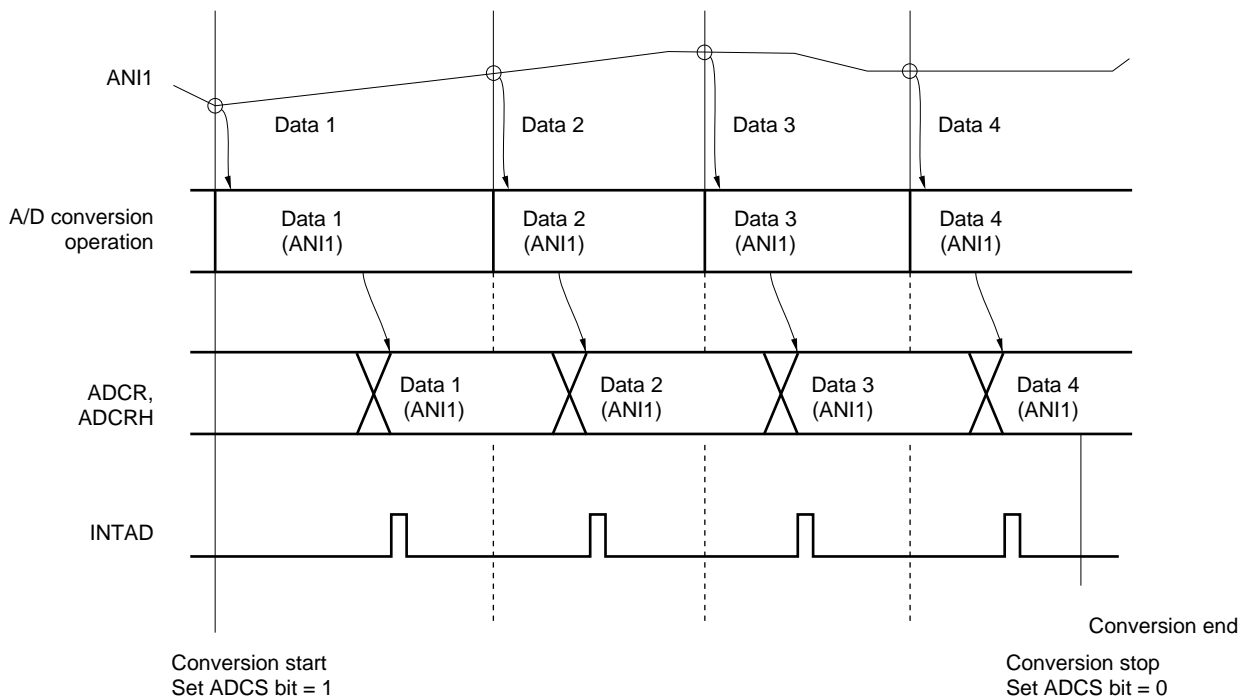 ANI1
Data 1
Data 2
Data 3
Data 4
A/D conversion
operation
Data 1
(ANI1)
Data 2
(ANI1)
Data 3
(ANI1)
Data 4
(ANI1)
ADCR,
ADCRH
Data 1
(ANI1)
Data 2
(ANI1)
Data 3
(ANI1)
Data 4
(ANI1)
INTAD
Conversion end
Conversion start
Set ADCS bit = 1
Conversion stop
Set ADCS bit = 0